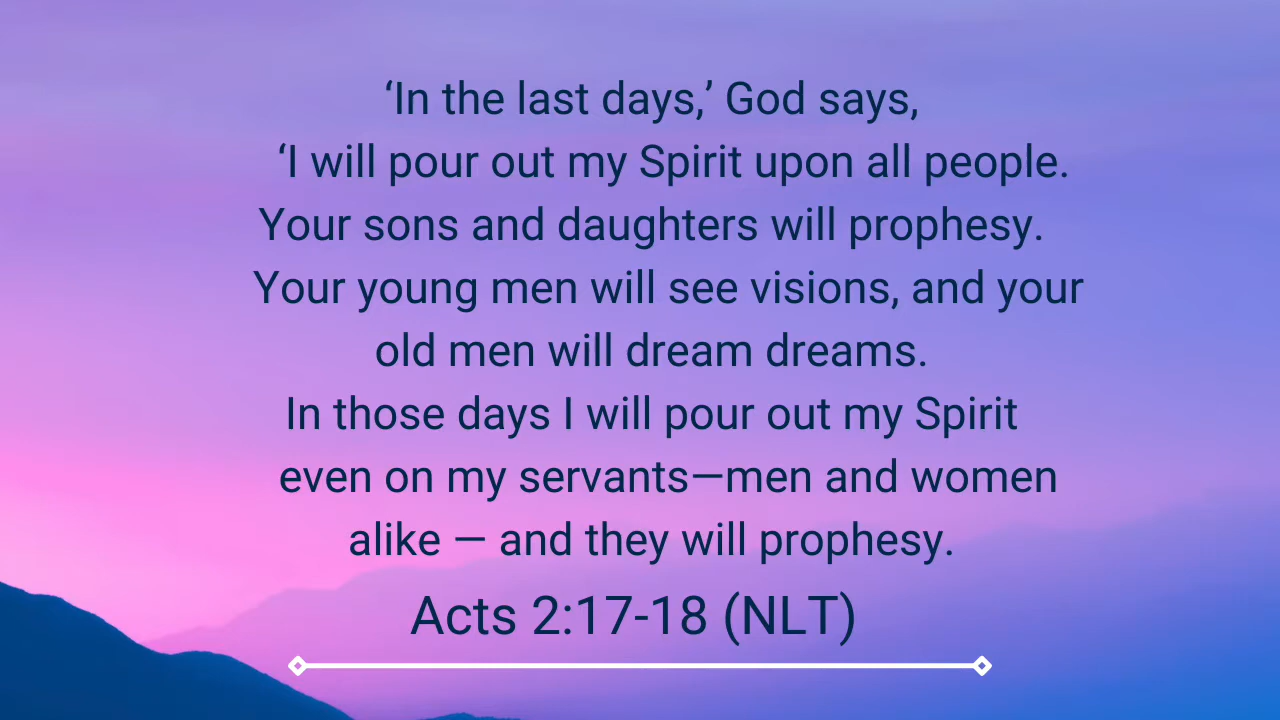 ‘In the last days,’ God says,
‘I will pour out my Spirit upon all people.
Your sons and daughters will prophesy.
Your young men will see visions, and your
old men will dream dreams.
In those days I will pour out my Spirit
even on my servants—men and women
alike — and they will prophesy.
Acts 2:17-18 (NLT)